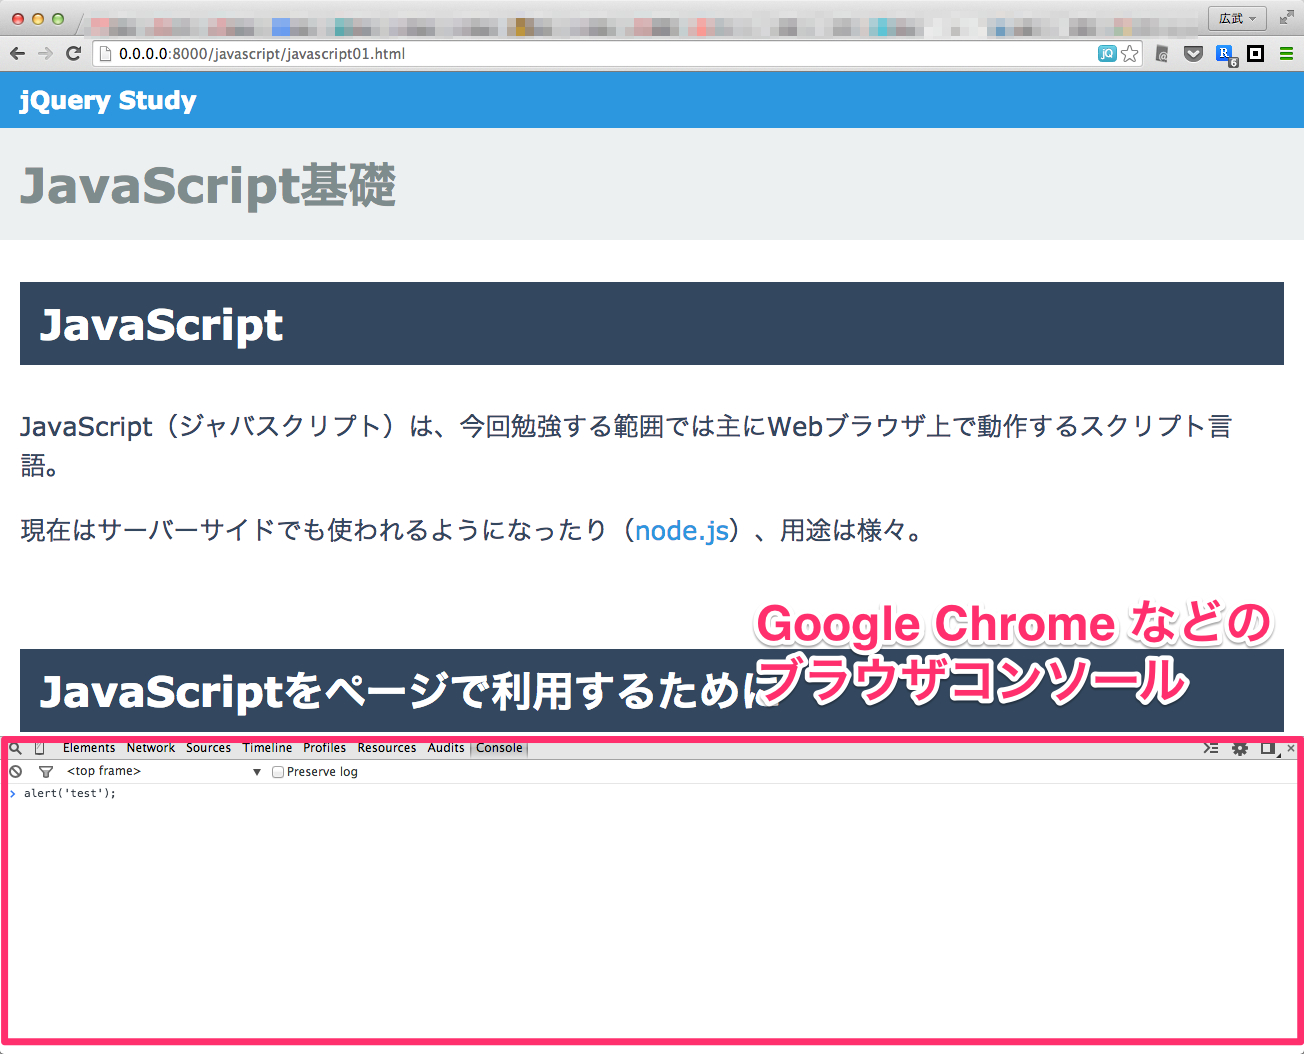 広武
0.0.0.0:8000/javascript/javascript01.html
jQ
R
6
jQuery Study
JavaScript基礎
JavaScript
JavaScript（ジャバスクリプト）は、今回勉強する範囲では主にWebブラウザ上で動作するスクリプト言
語。
現在はサーバーサイドでも使われるようになったり（node.js）、用途は様々。
Google Chrome などの
ブラウザコンソール
JavaScriptをページで利用するために
Elements Network Sources Timeline Profiles Resources Audits Console
<top frame> Preserve log
alert('test');